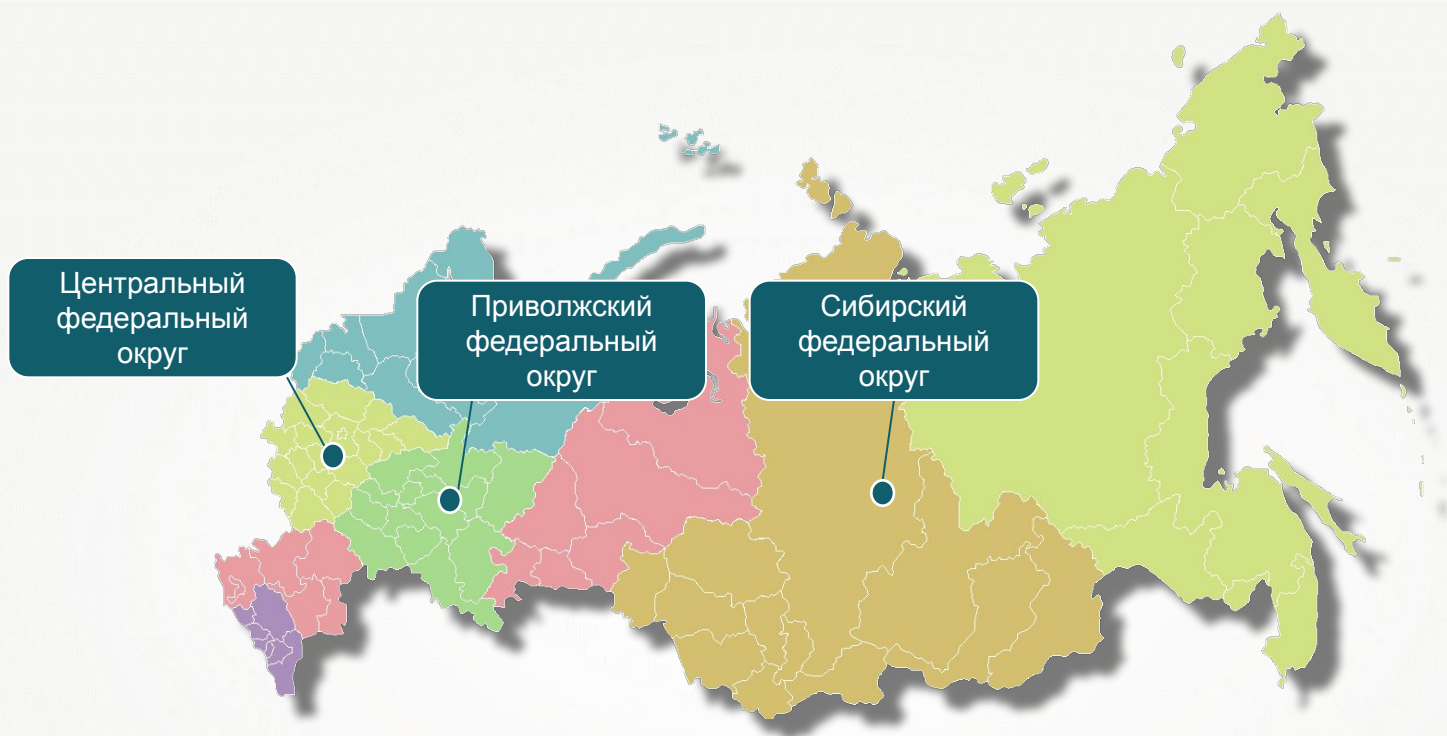 Центральный
федеральный
округ
Приволжский
федеральный
округ
Сибирский
федеральный
округ